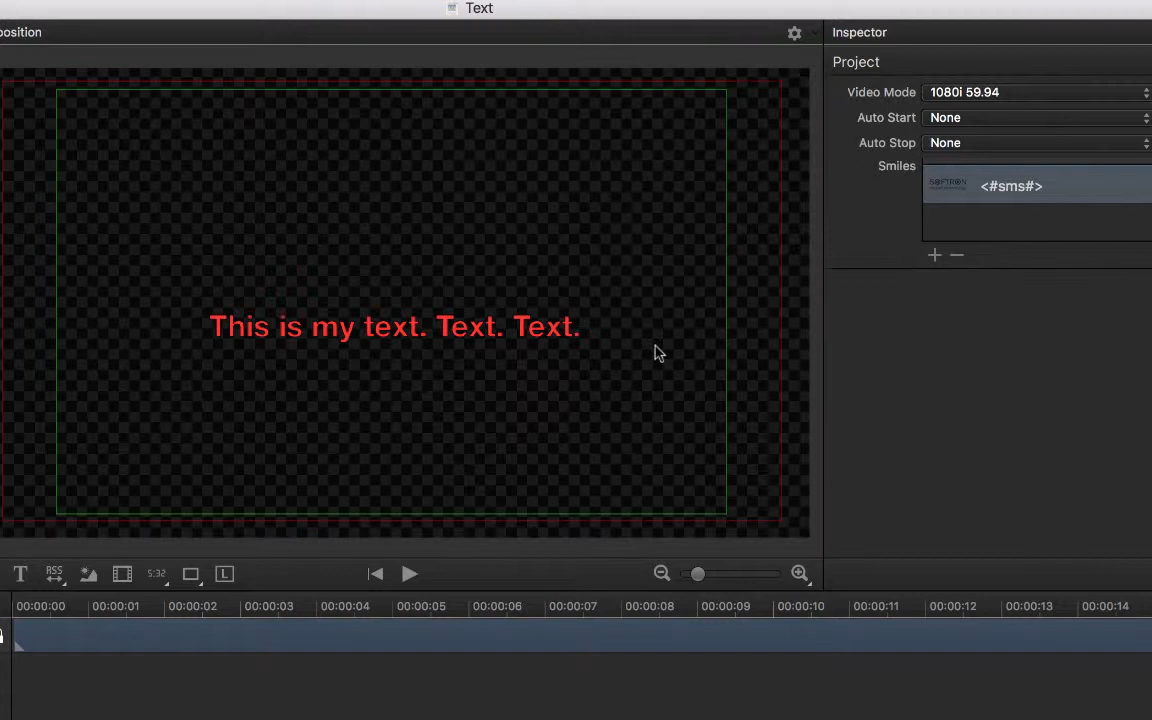 Text
position
Inspector
Project
Video Mode 1080i 59.94
Auto Start None
Auto Stop None
Smiles
SOFTRON <#sms#>
This is my text. Text. Text.
T RSS 5:32 L
00:00:00 00:00:01 00:00:02 00:00:03 00:00:04 00:00:05 00:00:06 00:00:07 00:00:08 00:00:09 00:00:10 00:00:11 00:00:12 00:00:13 00:00:14